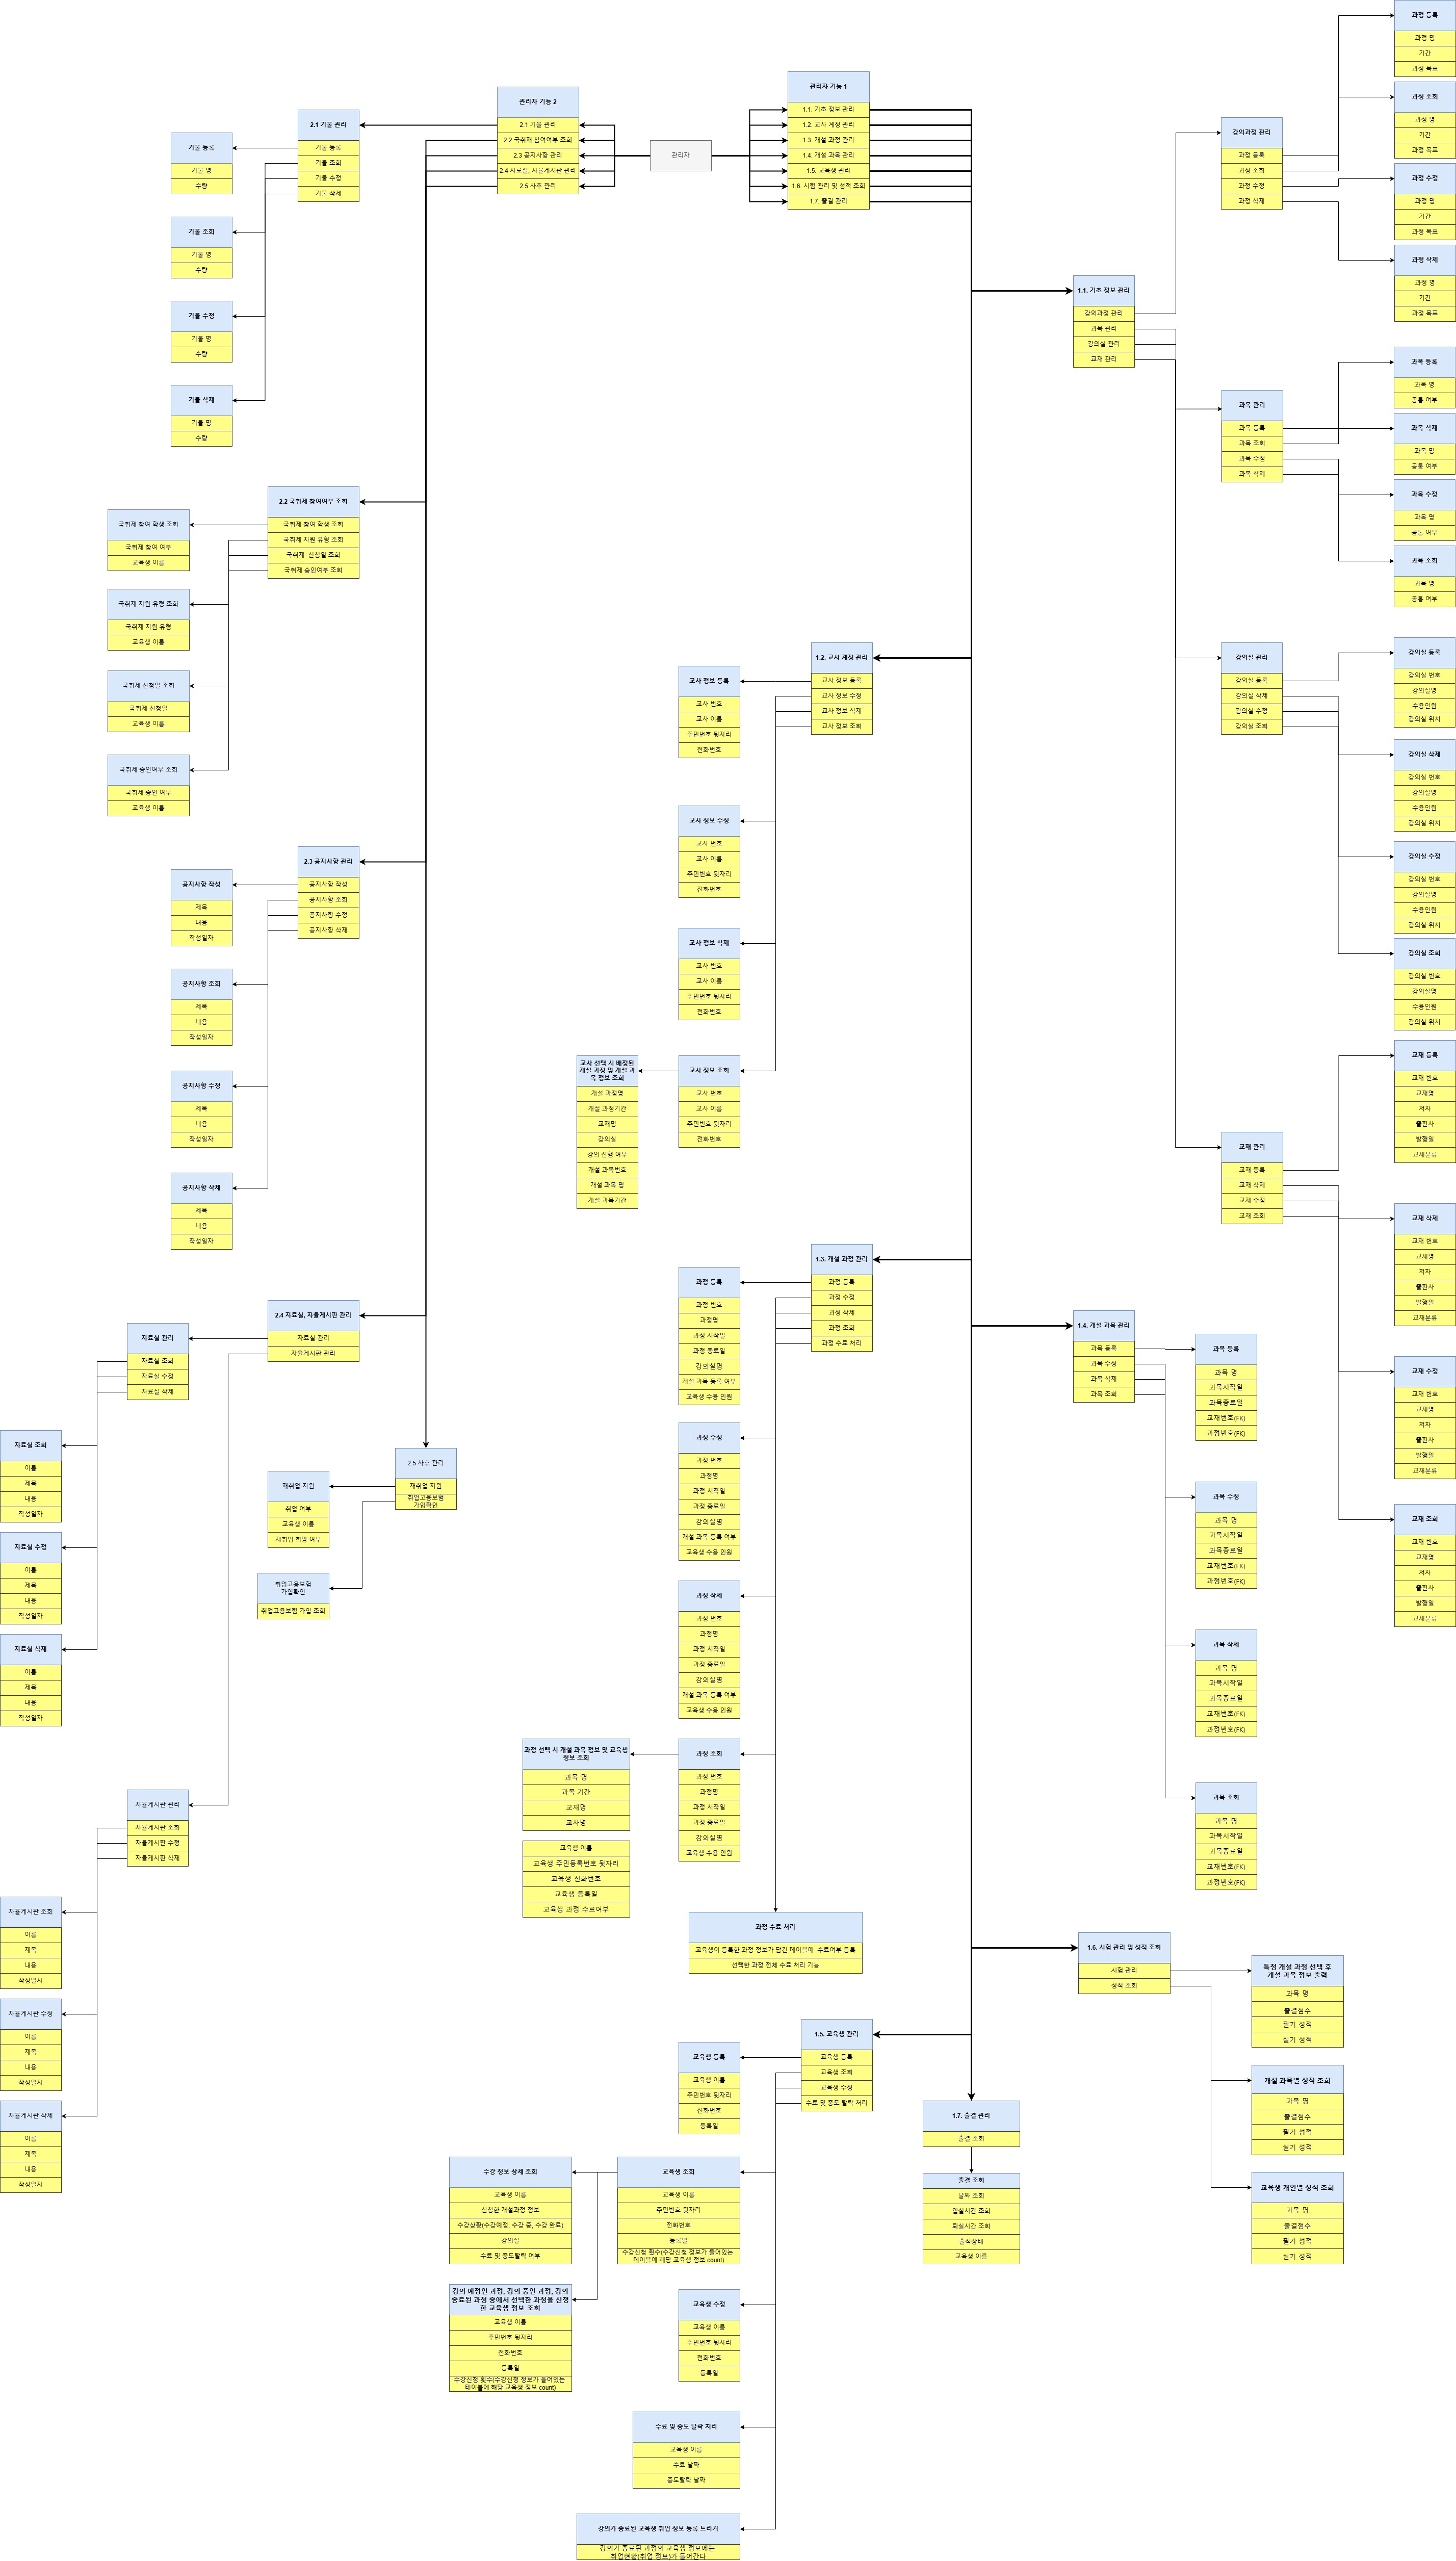 관리자
관리자 기능 1
1.1. 기초 정보 관리
1.2. 교사 계정 관리
1.3. 개설 과정 관리
1.4. 개설 과목 관리
1.5. 교육생 관리
1.6. 시험 관리 및 성적 조회
1.7. 출결 관리
관리자 기능 2
2.1 기물 관리
2.2 국취재 참여여부 조회
2.3 공지사항 관리
2.4 자료실, 자율게시판 관리
2.5 사후 관리
2.1 기물 관리
기물 등록
기물 조회
기물 수정
기물 삭제
기물 등록
기물 명
수량
기물 조회
기물 명
수량
기물 수정
기물 명
수량
기물 삭제
기물 명
수량
2.2 국취제 참여여부 조회
국취제 참여 학생 조회
국취제 지원 유형 조회
국취제 신청일 조회
국취제 승인여부 조회
국취제 참여 학생 조회
국취제 참여 여부
교육생 이름
국취제 지원 유형 조회
국취제 지원 유형
교육생 이름
국취제 신청일 조회
국취제 신청일
교육생 이름
국취제 승인여부 조회
국취제 승인 여부
교육생 이름
2.3 공지사항 관리
공지사항 작성
공지사항 조회
공지사항 수정
공지사항 삭제
공지사항 작성
제목
내용
작성일자
공지사항 조회
제목
내용
작성일자
공지사항 수정
제목
내용
작성일자
공지사항 삭제
제목
내용
작성일자
2.4 자료실, 자율게시판 관리
자료실 관리
자율게시판 관리
자료실 관리
자료실 조회
자료실 수정
자료실 삭제
자료실 조회
이름
제목
내용
작성일자
자료실 수정
이름
제목
내용
작성일자
자료실 삭제
이름
제목
내용
작성일자
자율게시판 관리
자율게시판 조회
자율게시판 수정
자율게시판 삭제
자율게시판 조회
이름
제목
내용
작성일자
자율게시판 수정
이름
제목
내용
작성일자
자율게시판 삭제
이름
제목
내용
작성일자
2.5 사후 관리
재취업 지원
취업고용보험
가입확인
재취업 지원
취업 여부
교육생 이름
재취업 희망 여부
취업고용보험
가입확인
취업고용보험 가입 조회
1.1. 기초 정보 관리
강의과정 관리
과목 관리
강의실 관리
교재 관리
강의과정 관리
과정 등록
과정 조회
과정 수정
과정 삭제
과정 등록
과정 명
기간
과정 목표
과정 조회
과정 명
기간
과정 목표
과정 수정
과정 명
기간
과정 목표
과정 삭제
과정 명
기간
과정 목표
과목 관리
과목 등록
과목 조회
과목 수정
과목 삭제
과목 등록
과목 명
공통 여부
과목 삭제
과목 명
공통 여부
과목 수정
과목 명
공통 여부
과목 조회
과목 명
공통 여부
강의실 관리
강의실 등록
강의실 삭제
강의실 수정
강의실 조회
강의실 등록
강의실 번호
강의실명
수용인원
강의실 위치
강의실 삭제
강의실 번호
강의실명
수용인원
강의실 위치
강의실 수정
강의실 번호
강의실명
수용인원
강의실 위치
강의실 조회
강의실 번호
강의실명
수용인원
강의실 위치
교재 관리
교재 등록
교재 삭제
교재 수정
교재 조회
교재 등록
교재 번호
교재명
저자
출판사
발행일
교재분류
교재 삭제
교재 번호
교재명
저자
출판사
발행일
교재분류
교재 수정
교재 번호
교재명
저자
출판사
발행일
교재분류
교재 조회
교재 번호
교재명
저자
출판사
발행일
교재분류
1.2. 교사 계정 관리
교사 정보 등록
교사 정보 수정
교사 정보 삭제
교사 정보 조회
교사 정보 등록
교사 번호
교사 이름
주민번호 뒷자리
전화번호
교사 정보 수정
교사 번호
교사 이름
주민번호 뒷자리
전화번호
교사 정보 삭제
교사 번호
교사 이름
주민번호 뒷자리
전화번호
교사 정보 조회
교사 번호
교사 이름
주민번호 뒷자리
전화번호
교사 선택 시 배정된
개설 과정 및 개설 과
목 정보 조회
개설 과정명
개설 과정기간
교재명
강의실
강의 진행 여부
개설 과목번호
개설 과목 명
개설 과목기간
1.3. 개설 과정 관리
과정 등록
과정 수정
과정 삭제
과정 조회
과정 수료 처리
과정 등록
과정 번호
과정명
과정 시작일
과정 종료일
강의실명
개설 과목 등록 여부
교육생 수용 인원
과정 수정
과정 번호
과정명
과정 시작일
과정 종료일
강의실명
개설 과목 등록 여부
교육생 수용 인원
과정 삭제
과정 번호
과정명
과정 시작일
과정 종료일
강의실명
개설 과목 등록 여부
교육생 수용 인원
과정 조회
과정 번호
과정명
과정 시작일
과정 종료일
강의실명
교육생 수용 인원
과정 선택 시 개설 과목 정보 및 교육생
정보 조회
과목 명
과목 기간
교재명
교사명
교육생 이름
교육생 주민등록번호 뒷자리
교육생 전화번호
교육생 등록일
교육생 과정 수료여부
과정 수료 처리
교육생이 등록한 과정 정보가 담긴 테이블에 수료여부 등록
선택한 과정 전체 수료 처리 기능
1.4. 개설 과목 관리
과목 등록
과목 수정
과목 삭제
과목 조회
과목 등록
과목 명
과목시작일
과목종료일
교재번호(FK)
과정번호(FK)
과목 수정
과목 명
과목시작일
과목종료일
교재번호(FK)
과정번호(FK)
과목 삭제
과목 명
과목시작일
과목종료일
교재번호(FK)
과정번호(FK)
과목 조회
과목 명
과목시작일
과목종료일
교재번호(FK)
과정번호(FK)
1.6. 시험 관리 및 성적 조회
시험 관리
성적 조회
특정 개설 과정 선택 후
개설 과목 정보 출력
과목 명
출결점수
필기 성적
실기 성적
개설 과목별 성적 조회
과목 명
출결점수
필기 성적
실기 성적
교육생 개인별 성적 조회
과목 명
출결점수
필기 성적
실기 성적
1.5. 교육생 관리
교육생 등록
교육생 조회
교육생 수정
수료 및 중도 탈락 처리
교육생 등록
교육생 이름
주민번호 뒷자리
전화번호
등록일
교육생 조회
교육생 이름
주민번호 뒷자리
전화번호
등록일
수강신청 횟수(수강신청 정보가 들어있는
테이블에 해당 교육생 정보 count)
수강 정보 상세 조회
교육생 이름
신청한 개설과정 정보
수강상황(수강예정, 수강 중, 수강 완료)
강의실
수료 및 중도탈락 여부
강의 예정인 과정, 강의 중인 과정, 강의
종료된 과정 중에서 선택한 과정을 신청
한 교육생 정보 조회
교육생 이름
주민번호 뒷자리
전화번호
등록일
수강신청 횟수(수강신청 정보가 들어있는
테이블에 해당 교육생 정보 count)
교육생 수정
교육생 이름
주민번호 뒷자리
전화번호
등록일
수료 및 중도 탈락 처리
교육생 이름
수료 날짜
중도탈락 날짜
강의가 종료된 교육생 취업 정보 등록 트리거
강의가 종료된 과정의 교육생 정보에는
취업현황(취업 정보)가 들어간다
1.7. 출결 관리
출결 조회
출결 조회
날짜 조회
입실시간 조회
퇴실시간 조회
출석상태
교육생 이름